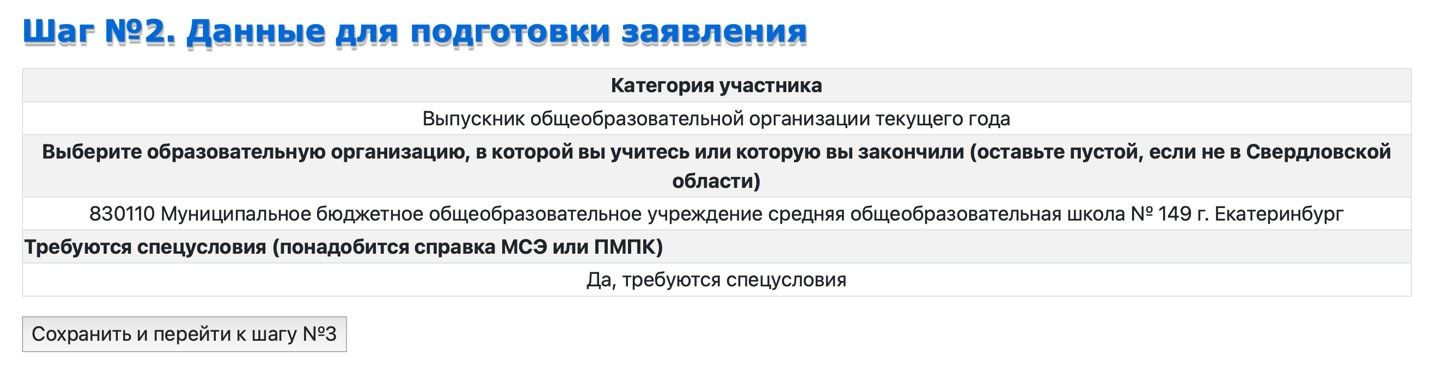 Шаг №2. Данные для подготовки заявления
Категория участника
Выпускник общеобразовательной организации текущего года
Выберите образовательную организацию, в которой вы учитесь или которую вы закончили (оставьте пустой, если не в Свердловской
области)
830110 Муниципальное бюджетное общеобразовательное учреждение средняя общеобразовательная школа № 149 г. Екатеринбург
Требуются спецусловия (понадобится справка МСЭ или ПМПК)
Да, требуются спецусловия
Сохранить и перейти к шагу №3